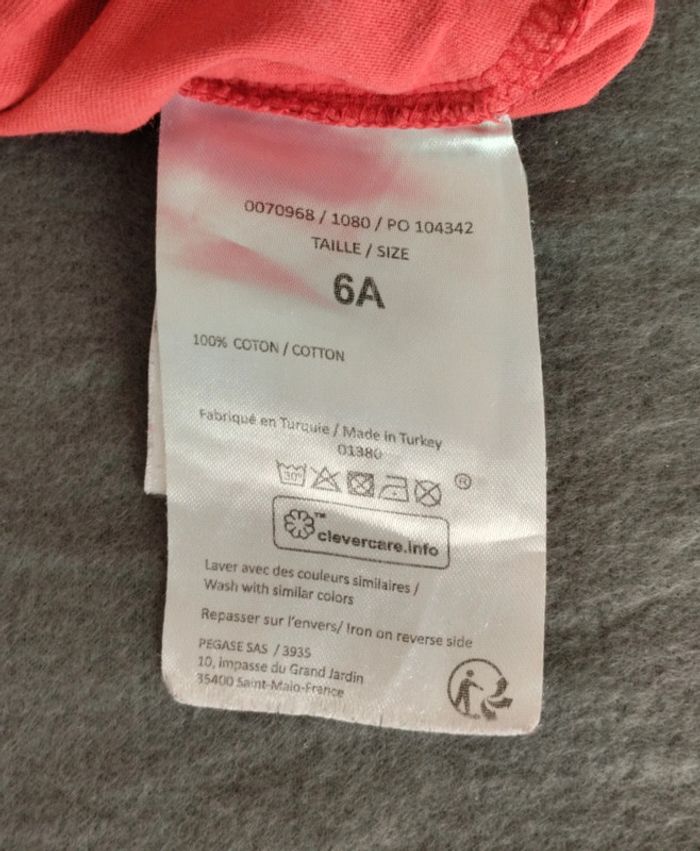 0070968 / 1080 / PO 104342
TAILLE / SIZE
6A
100% COTON / COTTON
Fabriqué en Turquie / Made in Turkey
01380
30°
®
™
clevercare.info
Laver avec des couleurs similaires /
Wash with similar colors
Repasser sur l'envers/ Iron on reverse side
PEGASE SAS / 3935
10, impasse du Grand Jardin
35400 Saint-Malo-France